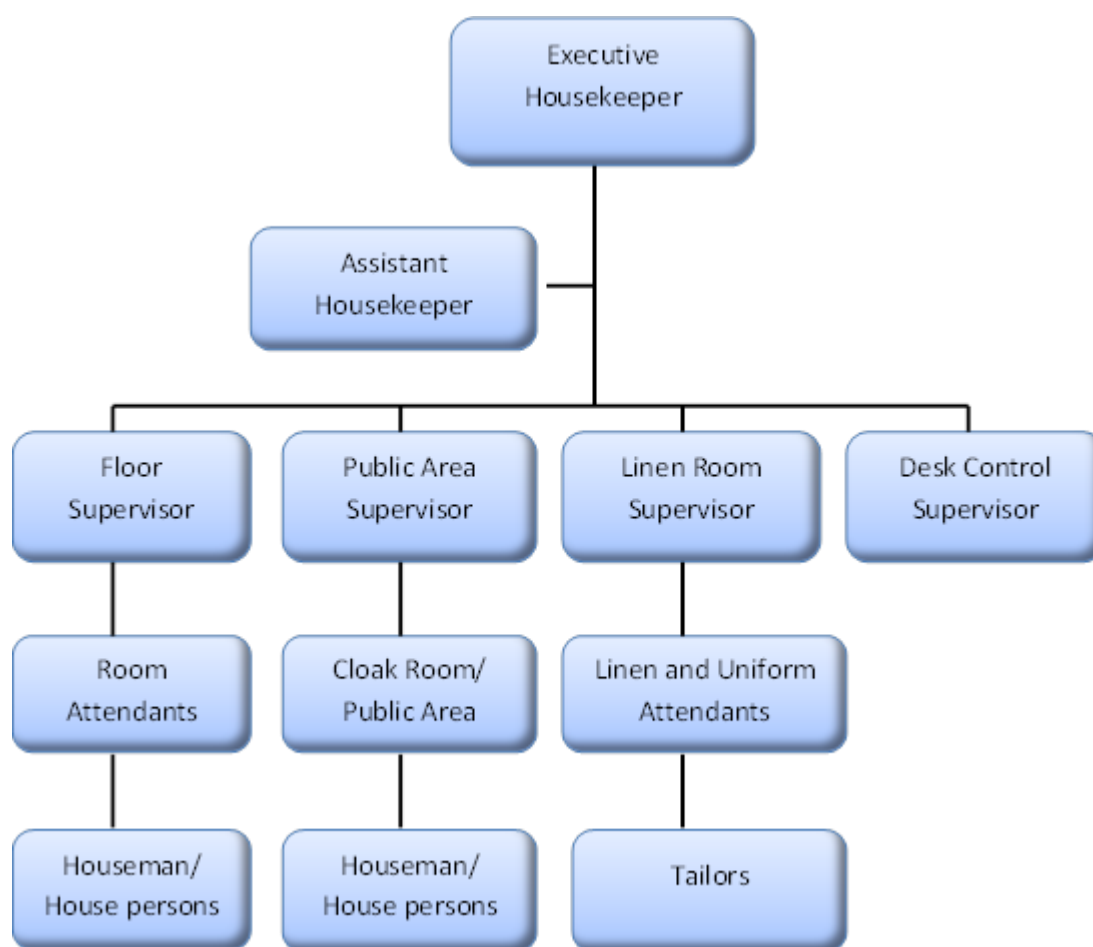 Executive
Housekeeper
Assistant
Housekeeper
Floor
Supervisor
Public Area
Supervisor
Linen Room
Supervisor
Desk Control
Supervisor
Room
Attendants
Cloak Room/
Public Area
Linen and Uniform
Attendants
Houseman/
House persons
Houseman/
House persons
Tailors